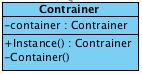 Contrainer
-container : Contrainer
+Instance() : Contrainer
-Container()